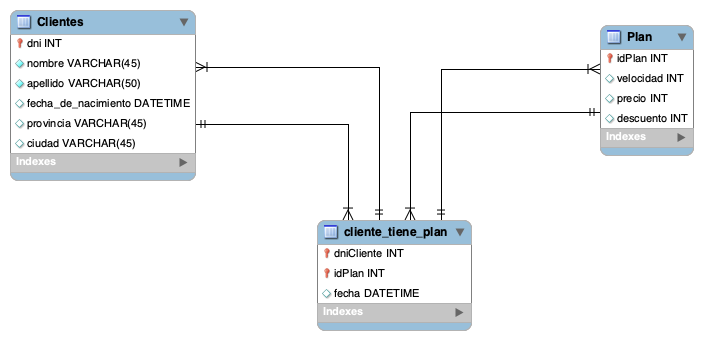 Clientes
dni INT
nombre VARCHAR(45)
apellido VARCHAR(50)
fecha_de_nacimiento DATETIME
provincia VARCHAR(45)
ciudad VARCHAR(45)
Indexes
Plan
idPlan INT
velocidad INT
precio INT
descuento INT
Indexes
cliente_tiene_plan
dniCliente INT
idPlan INT
fecha DATETIME
Indexes